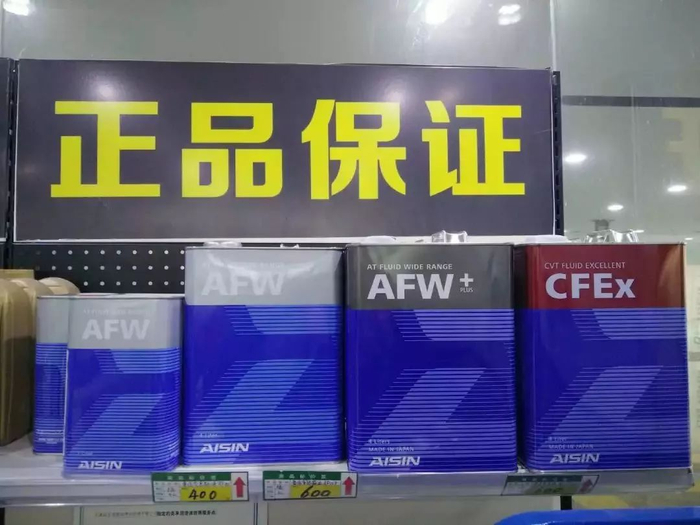 正品保证
AFW
AISIN
AFW
AISIN
AT FLUID WIDE RANGE
AFW+
PLUS
MADE IN JAPAN
AISIN
CVT FLUID EXCELLENT
CFEx
MADE IN JAPAN
AISIN
400
600